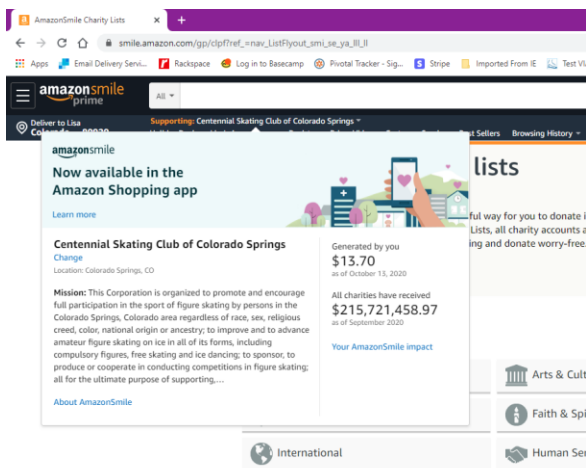 AmazonSmile Charity Lists
smile.amazon.com/gp/clpf?ref_=nav_ListFlyout_smi_se_ya_lll_ll
Apps Email Delivery Servi... Rackspace Log in to Basecamp Pivotal Tracker - Sig... Stripe Imported From IE Test
amazonsmile
prime
All
Deliver to Lisa
Supporting: Centennial Skating Club of Colorado Springs
Sellers Browsing History
amazonsmile
Now available in the
Amazon Shopping app
Learn more
lists
way for you to donate
Lists, all charity accounts
and donate worry-free.
Centennial Skating Club of Colorado Springs
Change
Location: Colorado Springs, CO
Mission: This Corporation is organized to promote and encourage
full participation in the sport of figure skating by persons in the
Colorado Springs, Colorado area regardless of race, sex, religious
creed, color, national origin or ancestry; to improve and to advance
amateur figure skating on ice in all of its forms, including
compulsory figures, free skating and ice dancing; to sponsor, to
produce or cooperate in conducting competitions in figure skating;
all for the ultimate purpose of supporting,...
About AmazonSmile
Generated by you
$13.70
as of October 13, 2020
All charities have received
$215,721,458.97
as of September 2020
Your AmazonSmile impact
Arts & Cult
Faith & Spi
International
Human Se